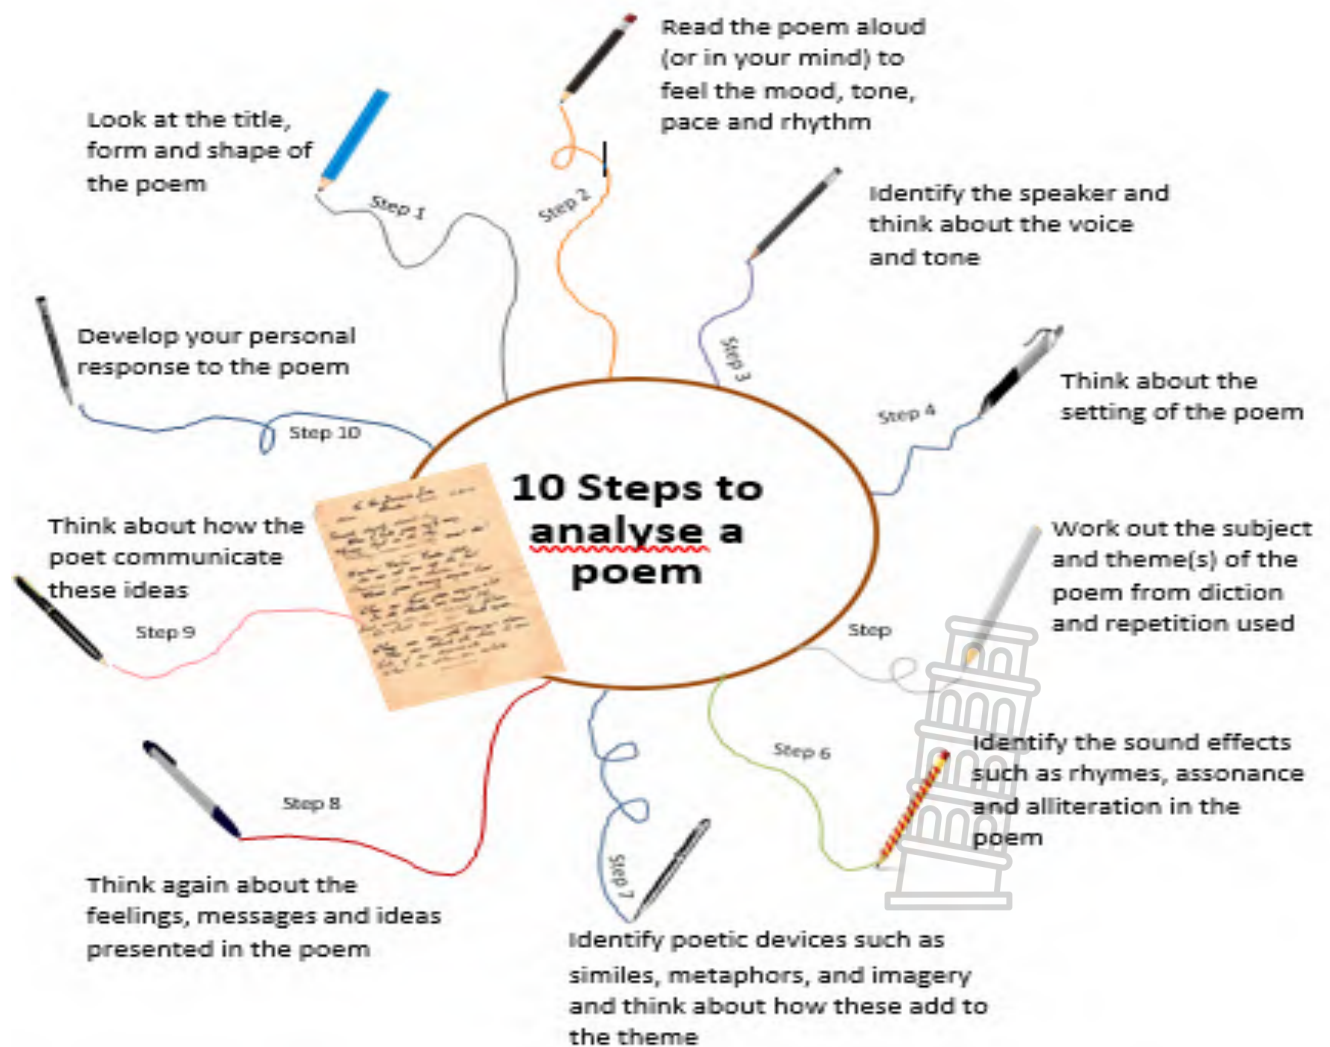 10 Steps to
analyse a
poem
Step 1
Look at the title,
form and shape of
the poem
Step 2
Read the poem aloud
(or in your mind) to
feel the mood, tone,
pace and rhythm
Step 3
Identify the speaker and
think about the voice
and tone
Step 4
Think about the
setting of the poem
Step
Work out the subject
and theme(s) of the
poem from diction
and repetition used
Step 6
Identify the sound effects
such as rhymes, assonance
and alliteration in the
poem
Step 7
Identify poetic devices such as
similes, metaphors, and imagery
and think about how these add to
the theme
Step 8
Think again about the
feelings, messages and ideas
presented in the poem
Step 9
Think about how the
poet communicate
these ideas
Step 10
Develop your personal
response to the poem